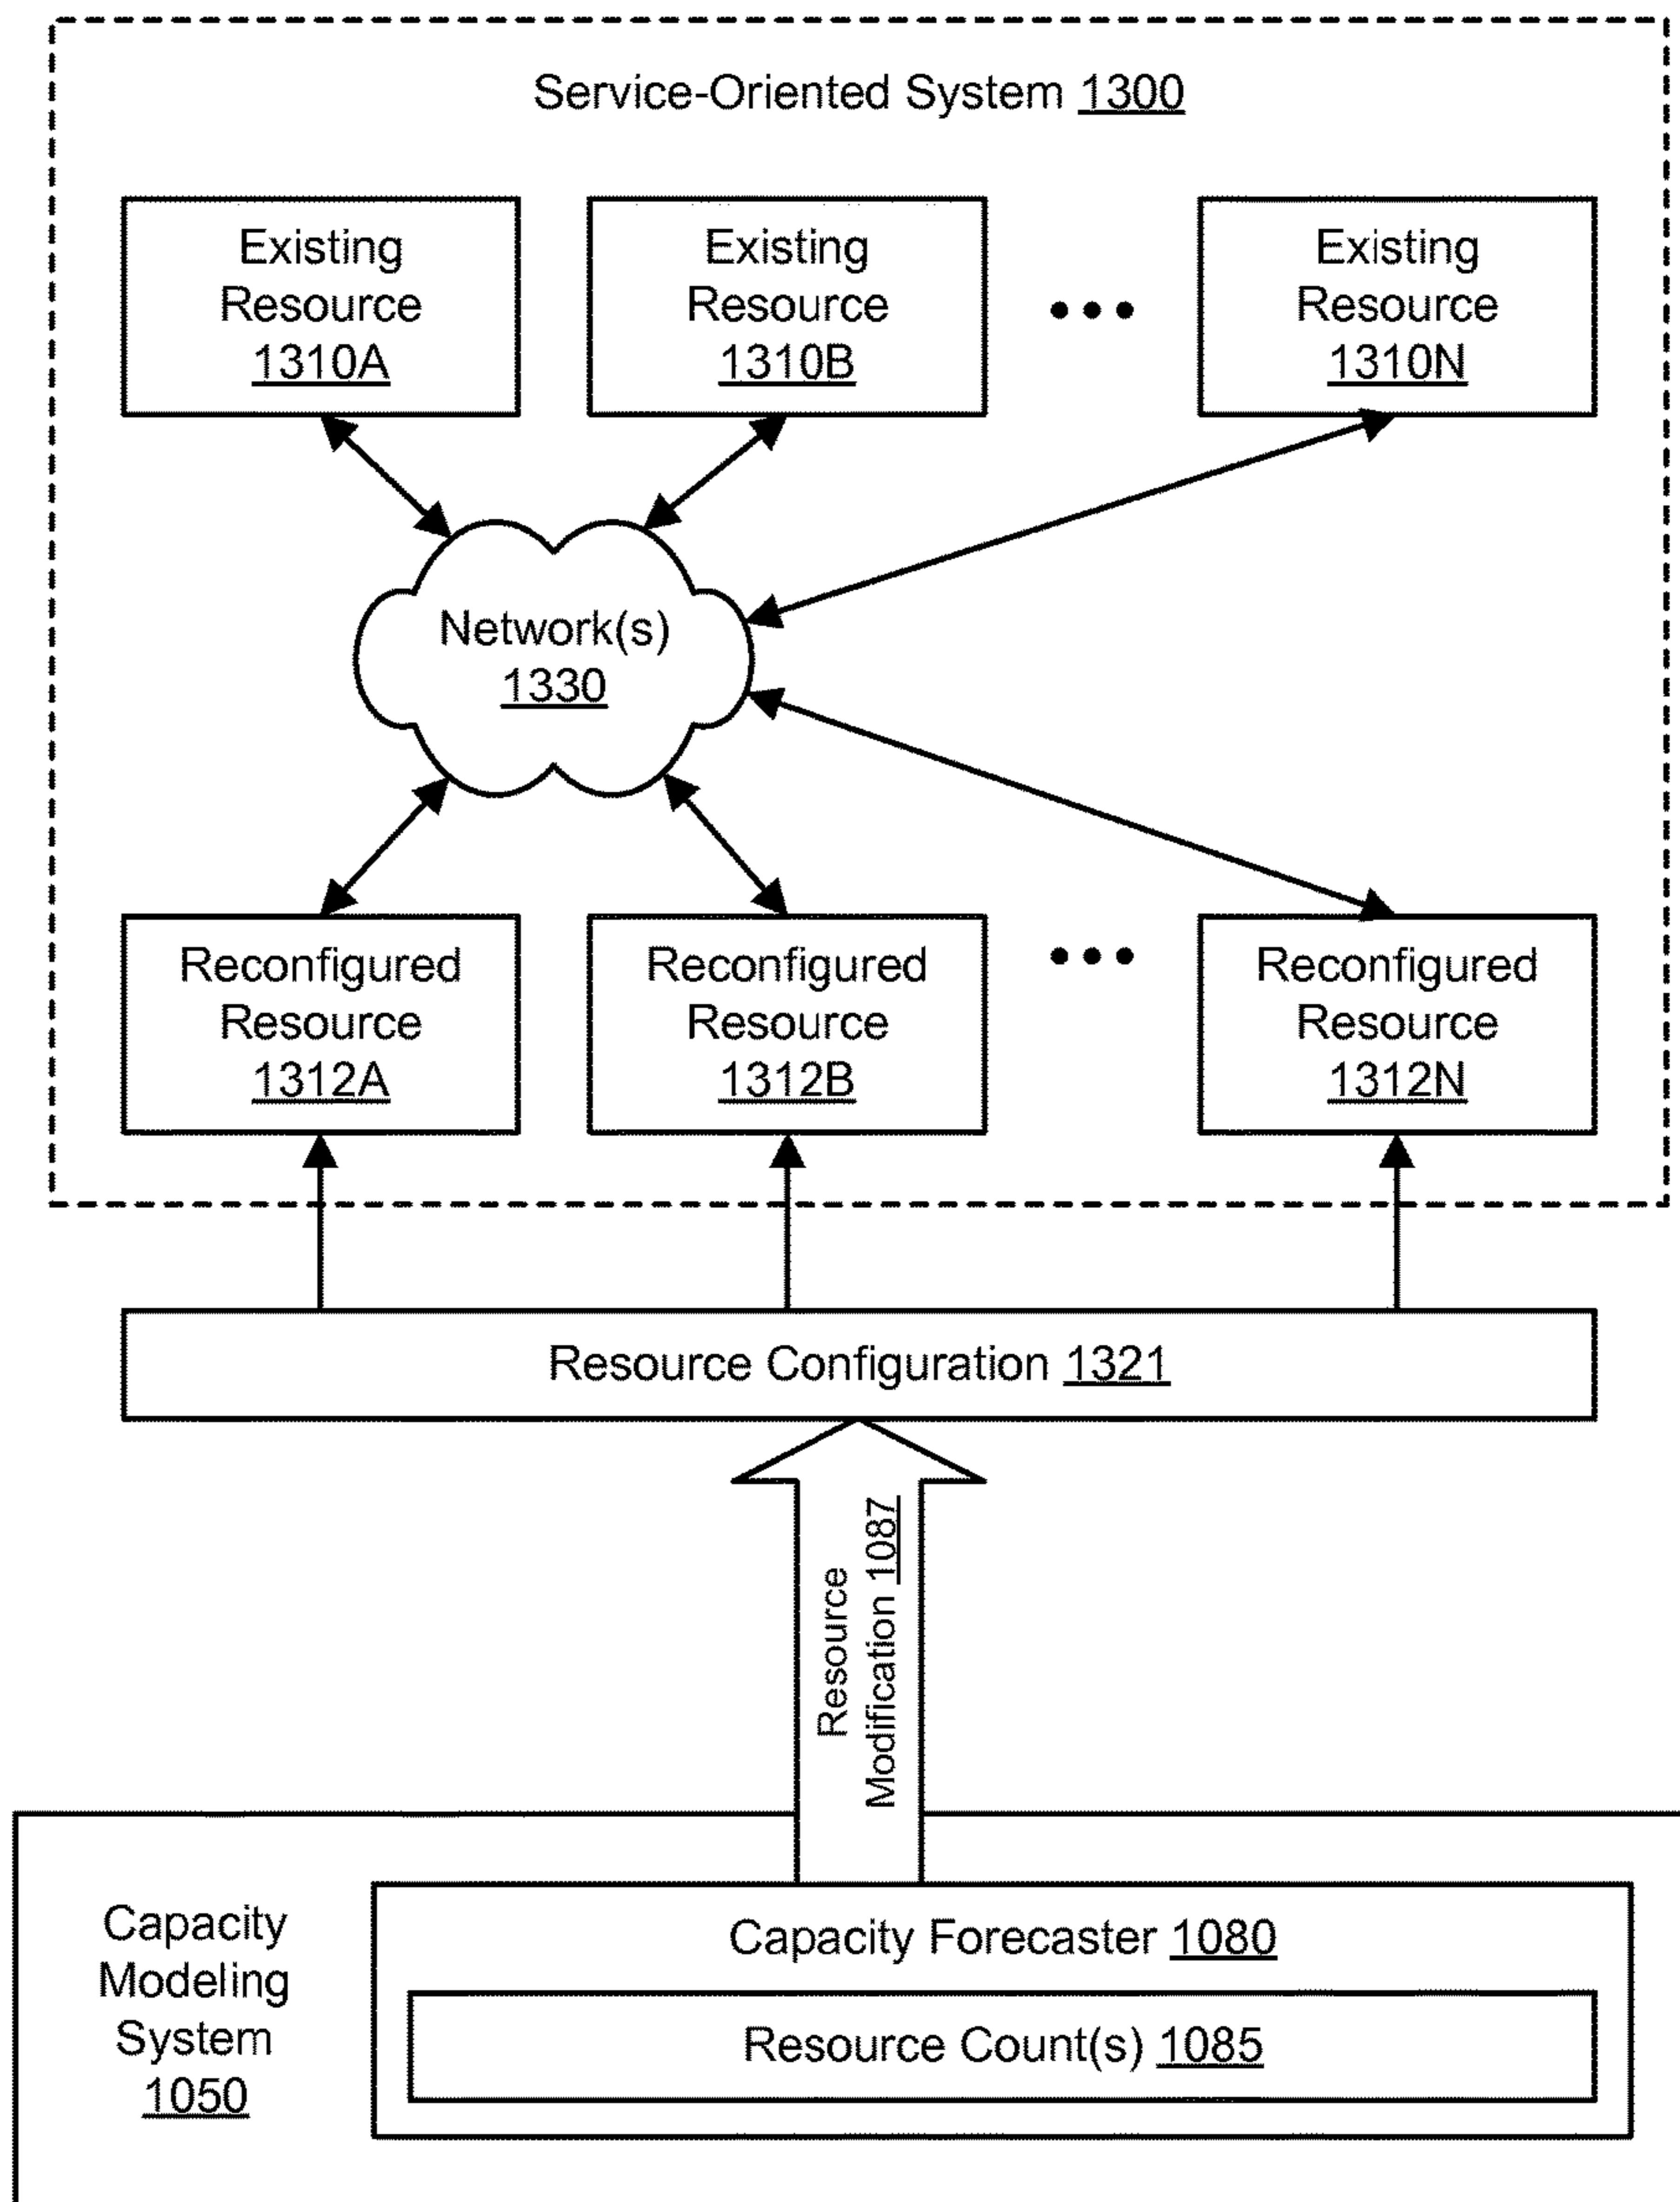 Service-Oriented System 1300
Existing
Resource
1310A
Existing
Resource
1310B
Existing
Resource
1310N
Network(s)
1330
Reconfigured
Resource
1312A
Reconfigured
Resource
1312B
Reconfigured
Resource
1312N
Resource Configuration 1321
Resource
Modification 1087
Capacity
Modeling
System
1050
Capacity Forecaster 1080
Resource Count(s) 1085